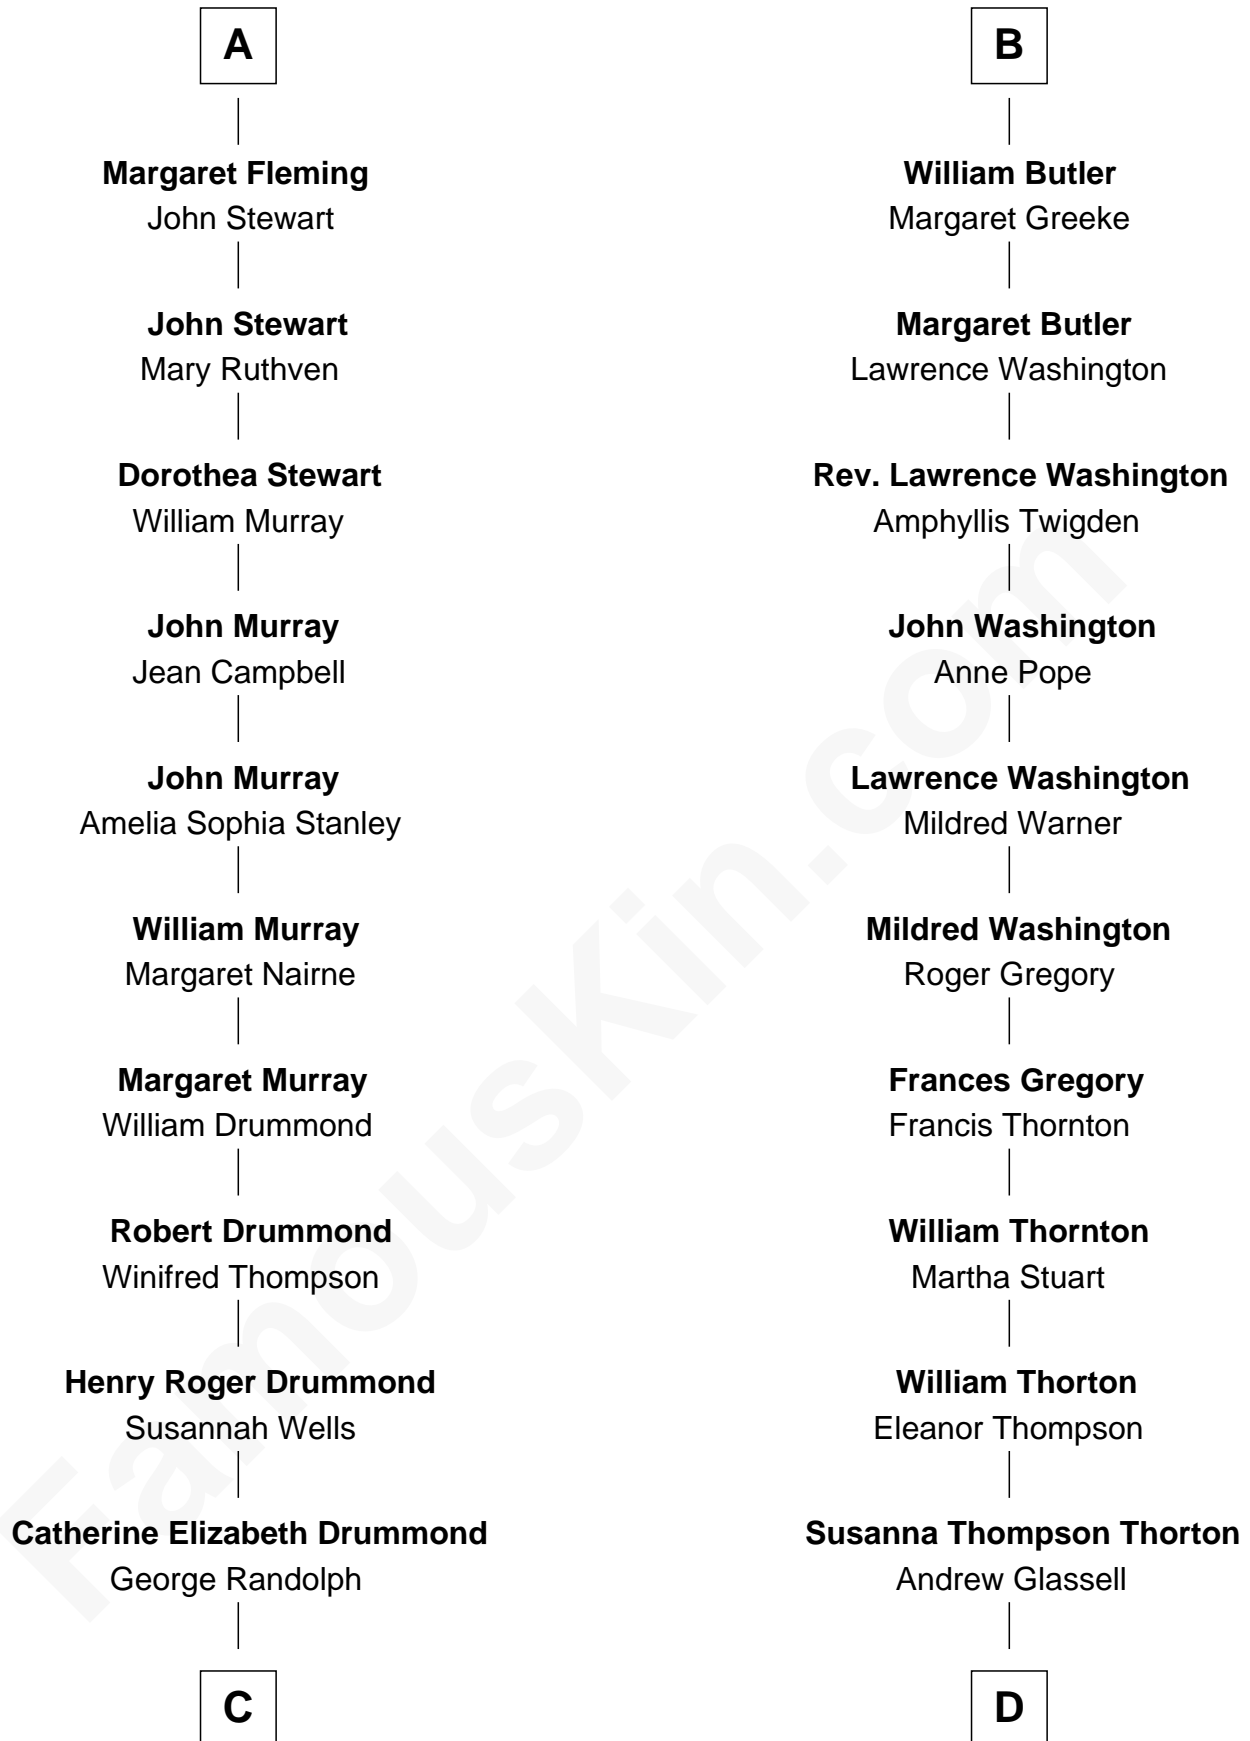 A
Margaret Fleming
John Stewart
John Stewart
Mary Ruthven
Dorothea Stewart
William Murray
John Murray
Jean Campbell
John Murray
Amelia Sophia Stanley
William Murray
Margaret Nairne
Margaret Murray
William Drummond
Robert Drummond
Winifred Thompson
Henry Roger Drummond
Susannah Wells
Catherine Elizabeth Drummond
George Randolph
C
B
William Butler
Margaret Greeke
Margaret Butler
Lawrence Washington
Rev. Lawrence Washington
Amphyllis Twigden
John Washington
Anne Pope
Lawrence Washington
Mildred Warner
Mildred Washington
Roger Gregory
Frances Gregory
Francis Thornton
William Thornton
Martha Stuart
William Thorton
Eleanor Thompson
Susanna Thompson Thorton
Andrew Glassell
D
FamousKin.com